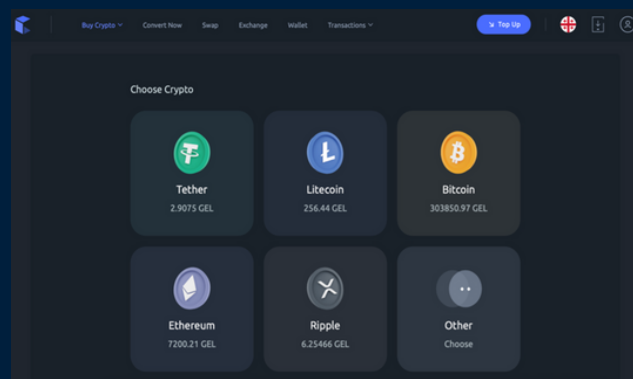 Buy Crypto Convert Now Swap Exchange Wallet Transactions Top Up
Choose Crypto
Tether Litecoin Bitcoin
2.9075 GEL 256.44 GEL 303850.97 GEL
Ethereum Ripple Other
7200.21 GEL 6.25466 GEL Choose